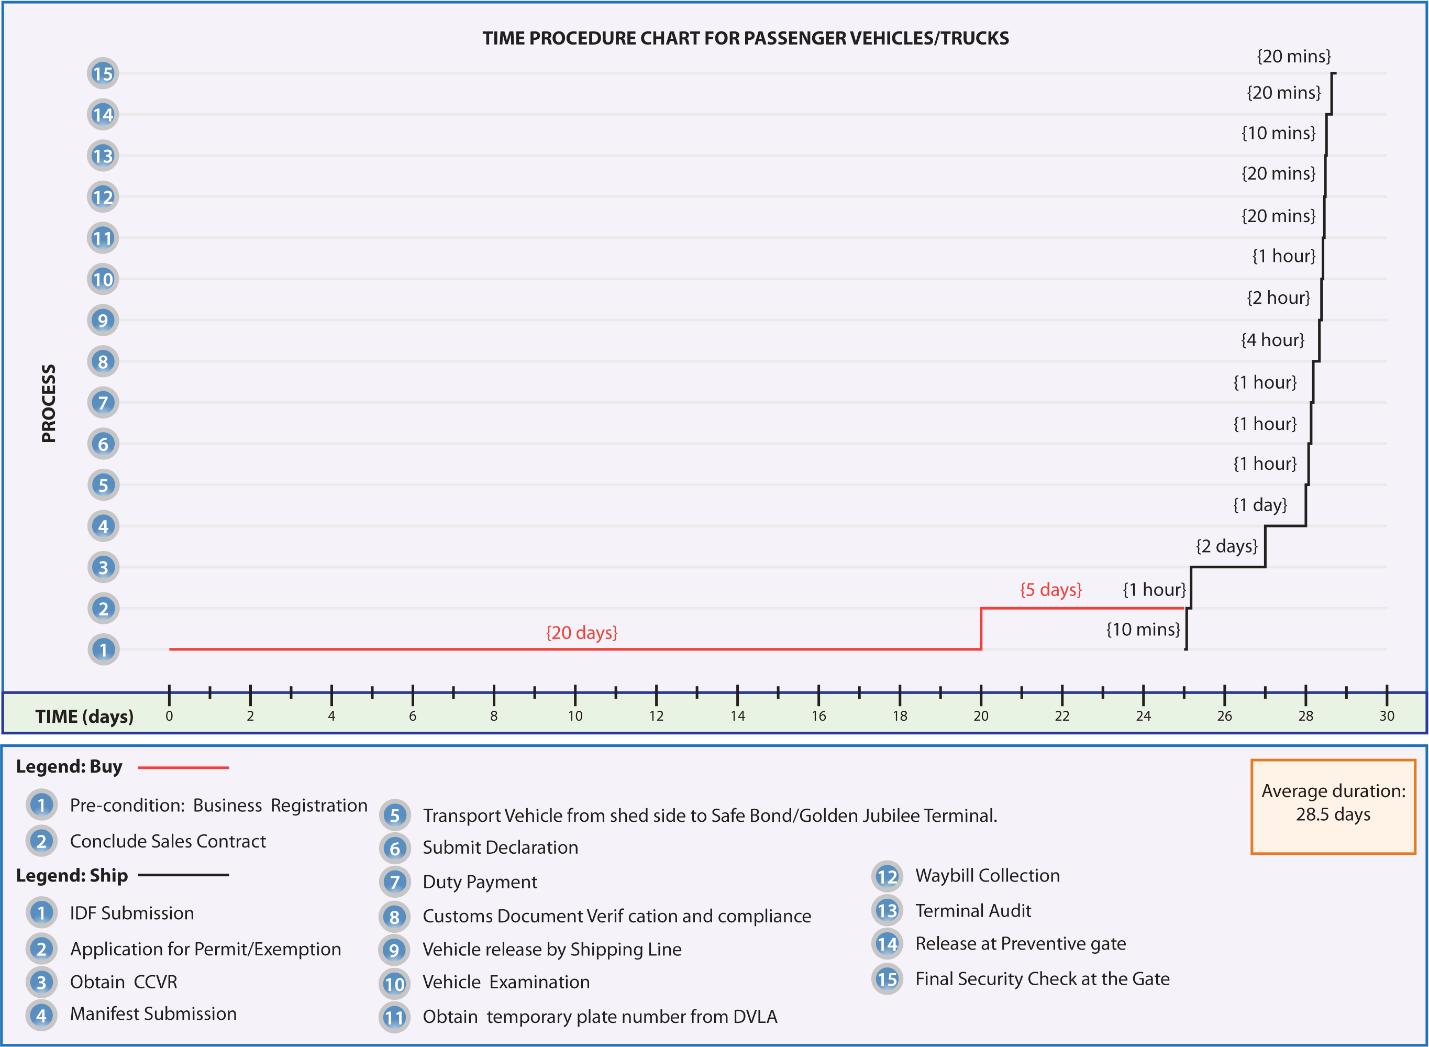 TIME PROCEDURE CHART FOR PASSENGER VEHICLES/TRUCKS
{20 mins}
15
{20 mins}
14
{10 mins}
13
{20 mins}
12
{20 mins}
11
{1 hour}
10
{2 hour}
9
{4 hour}
8
{1 hour}
7
{1 hour}
6
{1 hour}
5
{1 day}
4
{2 days}
3
{5 days} {1 hour}
2
{20 days} {10 mins}
1
PROCESS
TIME (days) 0 2 4 6 8 10 12 14 16 18 20 22 24 26 28 30
Legend: Buy
1 Pre-condition: Business Registration
2 Conclude Sales Contract
Legend: Ship
1 IDF Submission
2 Application for Permit/Exemption
3 Obtain CCVR
4 Manifest Submission
5 Transport Vehicle from shed side to Safe Bond/Golden Jubilee Terminal.
6 Submit Declaration
7 Duty Payment
8 Customs Document Verif cation and compliance
9 Vehicle release by Shipping Line
10 Vehicle Examination
11 Obtain temporary plate number from DVLA
12 Waybill Collection
13 Terminal Audit
14 Release at Preventive gate
15 Final Security Check at the Gate
Average duration:
28.5 days